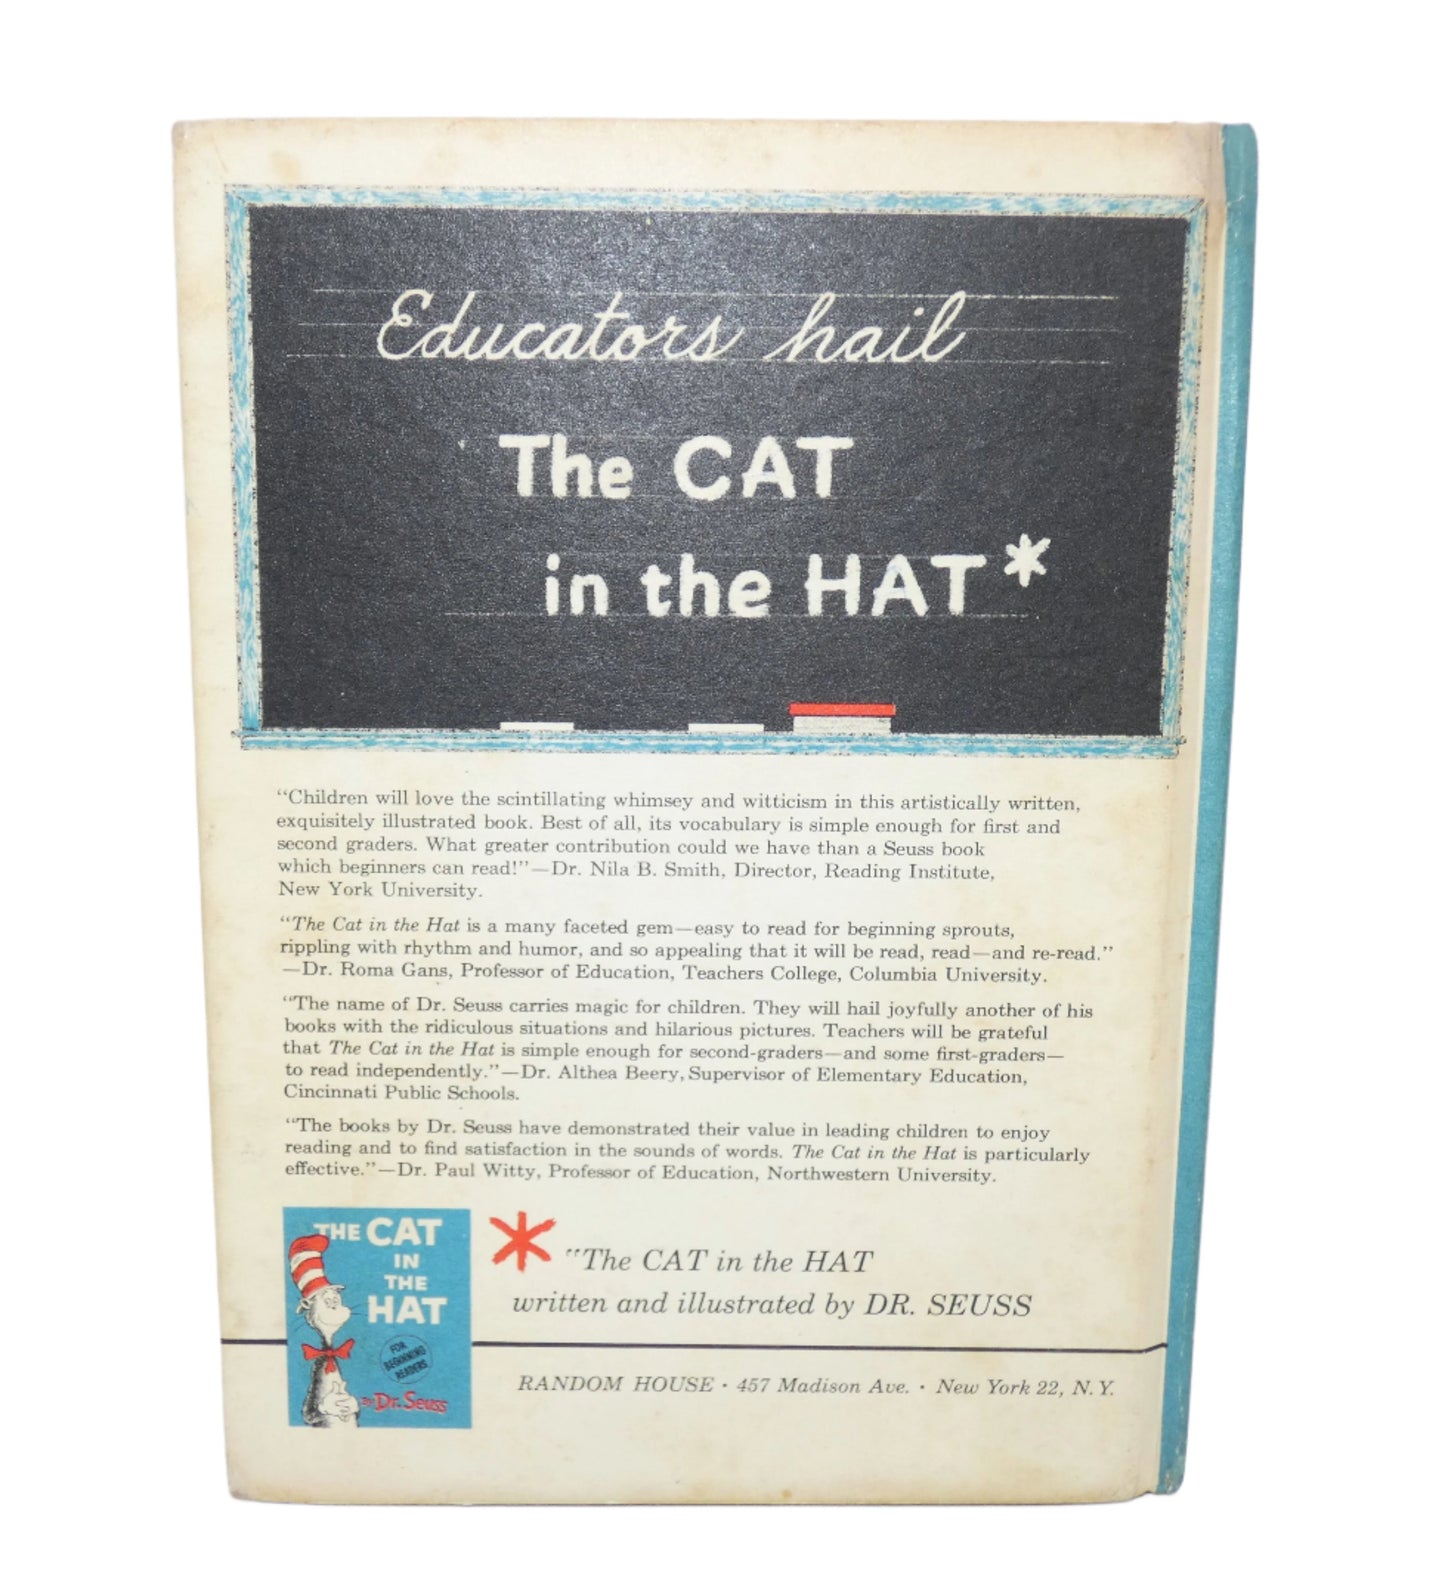 Educators hail
The CAT
in the HAT*
“Children will love the scintillating whimsey and witticism in this artistically written,
exquisitely illustrated book. Best of all, its vocabulary is simple enough for first and
second graders. What greater contribution could we have than a Seuss book
which beginners can read!”—Dr. Nila B. Smith, Director, Reading Institute,
New York University.
“The Cat in the Hat is a many faceted gem—easy to read for beginning sprouts,
rippling with rhythm and humor, and so appealing that it will be read, read—and re-read.”
—Dr. Roma Gans, Professor of Education, Teachers College, Columbia University.
“The name of Dr. Seuss carries magic for children. They will hail joyfully another of his
books with the ridiculous situations and hilarious pictures. Teachers will be grateful
that The Cat in the Hat is simple enough for second-graders—and some first-graders—
to read independently.”—Dr. Althea Beery, Supervisor of Elementary Education,
Cincinnati Public Schools.
“The books by Dr. Seuss have demonstrated their value in leading children to enjoy
reading and to find satisfaction in the sounds of words. The Cat in the Hat is particularly
effective.”—Dr. Paul Witty, Professor of Education, Northwestern University.
THE CAT
IN
THE
HAT
FOR
BEGINNING
READERS
By Dr. Seuss
* “The CAT in the HAT
written and illustrated by DR. SEUSS
RANDOM HOUSE · 457 Madison Ave. · New York 22, N. Y.